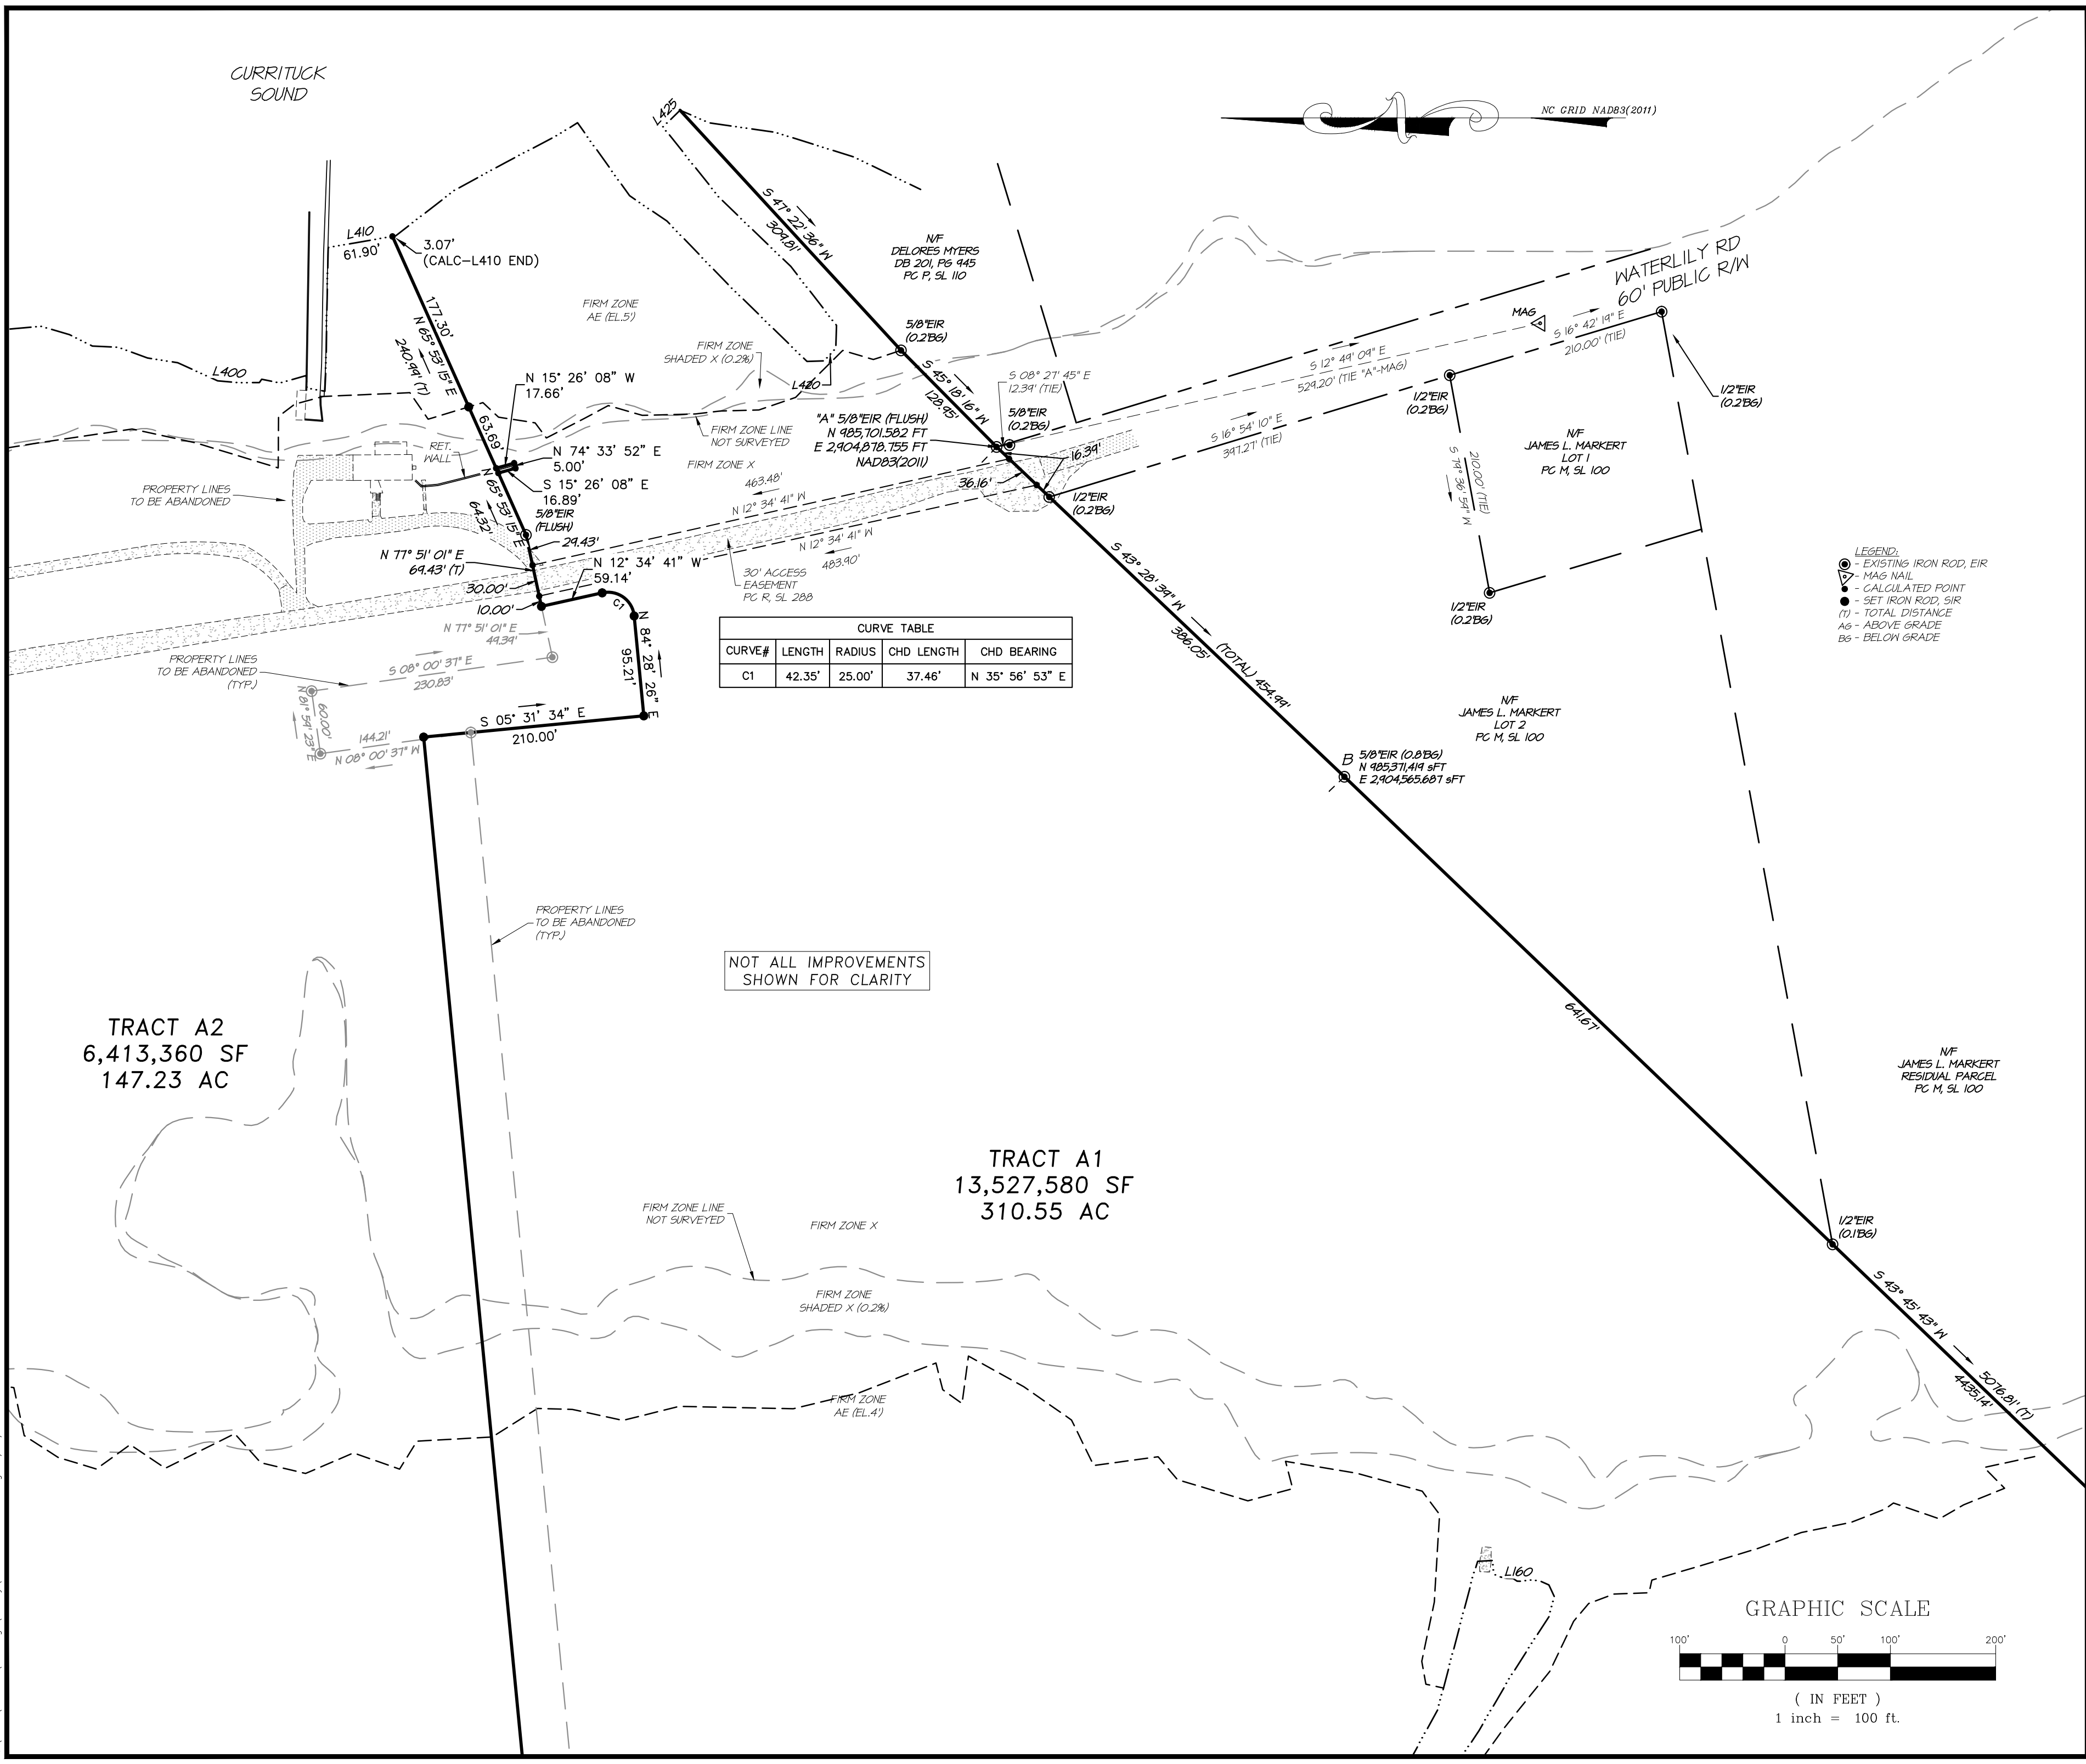 CURRITUCK
SOUND
NC GRID NAD83(2011)
L425
S 47° 22' 36" W
309.81'
N/F
DELORES MYERS
DB 201, PG 945
PC P, SL 110
L410
61.90'
3.07'
(CALC-L410 END)
177.30'
N 65° 53' 15" E
240.99' (T)
FIRM ZONE
AE (EL.5')
FIRM ZONE
SHADED X (0.2%)
L400
L420
WATERLILY RD
60' PUBLIC R/W
MAG
S 16° 42' 19" E
210.00' (TIE)
S 12° 49' 09" E
529.20' (TIE "A"-MAG)
1/2"EIR
(0.2'BG)
1/2"EIR
(0.2'BG)
5/8"EIR
(0.2'BG)
S 45° 18' 16" W
128.95'
S 08° 27' 45" E
12.39' (TIE)
5/8"EIR
(0.2'BG)
"A" 5/8"EIR (FLUSH)
N 985,701.582 FT
E 2,904,878.755 FT
NAD83(2011)
16.39'
36.16'
1/2"EIR
(0.2'BG)
S 16° 54' 10" E
397.27' (TIE)
N/F
JAMES L. MARKERT
LOT 1
PC M, SL 100
210.00' (TIE)
S 79° 36' 59" W
1/2"EIR
(0.2'BG)
N 15° 26' 08" W
17.66'
63.69'
RET.
WALL
N 74° 33' 52" E
5.00'
S 15° 26' 08" E
16.89'
N 65° 53' 15" E
64.32'
5/8"EIR
(FLUSH)
29.43'
FIRM ZONE LINE
NOT SURVEYED
FIRM ZONE X
463.48'
N 12° 34' 41" W
N 12° 34' 41" W
483.90'
PROPERTY LINES
TO BE ABANDONED
N 77° 51' 01" E
69.43' (T)
N 12° 34' 41" W
59.14'
30.00'
10.00'
C1
30' ACCESS
EASEMENT
PC R, SL 288
N 77° 51' 01" E
49.39'
N 84° 28' 26" E
95.21'
PROPERTY LINES
TO BE ABANDONED
(TYP.)
S 08° 00' 37" E
230.83'
60.00'
N 81° 59' 23" E
144.21'
N 08° 00' 37" W
S 05° 31' 34" E
210.00'
CURVE TABLE
CURVE# LENGTH RADIUS CHD LENGTH CHD BEARING
C1 42.35' 25.00' 37.46' N 35° 56' 53" E
LEGEND:
- EXISTING IRON ROD, EIR
- MAG NAIL
- CALCULATED POINT
- SET IRON ROD, SIR
(T) - TOTAL DISTANCE
AG - ABOVE GRADE
BG - BELOW GRADE
S 43° 28' 39" W (TOTAL) 454.99'
386.05'
N/F
JAMES L. MARKERT
LOT 2
PC M, SL 100
B 5/8"EIR (0.8'BG)
N 985,371.419 sFT
E 2,904,565.687 sFT
PROPERTY LINES
TO BE ABANDONED
(TYP.)
NOT ALL IMPROVEMENTS
SHOWN FOR CLARITY
641.67'
TRACT A2
6,413,360 SF
147.23 AC
N/F
JAMES L. MARKERT
RESIDUAL PARCEL
PC M, SL 100
TRACT A1
13,527,580 SF
310.55 AC
FIRM ZONE LINE
NOT SURVEYED
FIRM ZONE X
1/2"EIR
(0.1'BG)
S 43° 45' 43" W
5076.81' (T)
4435.14'
FIRM ZONE
SHADED X (0.2%)
FIRM ZONE
AE (EL.4')
L160
GRAPHIC SCALE
100' 0 50' 100' 200'
( IN FEET )
1 inch = 100 ft.